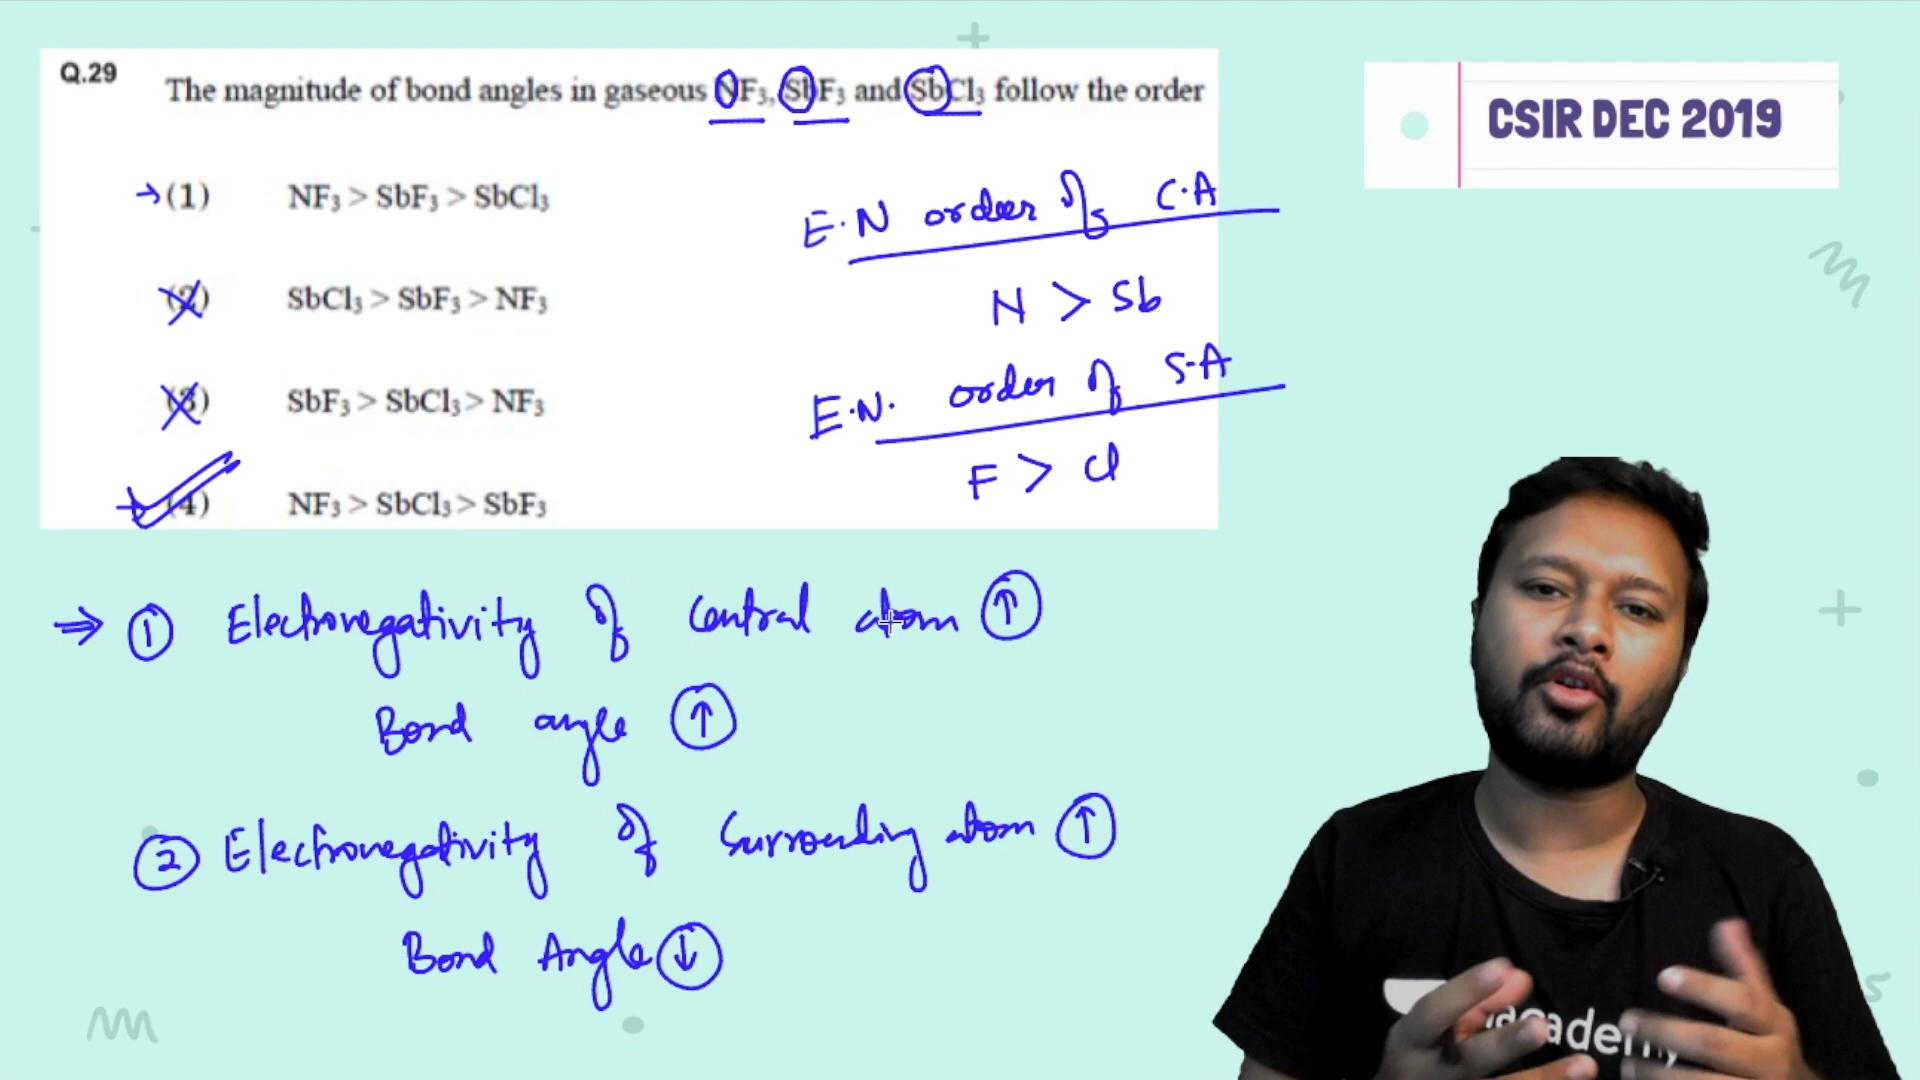 Q.29 The magnitude of bond angles in gaseous NF₃, SbF₃ and SbCl₃ follow the order
CSIR DEC 2019
→ (1) NF₃ > SbF₃ > SbCl₃
(2) SbCl₃ > SbF₃ > NF₃
(3) SbF₃ > SbCl₃ > NF₃
(4) NF₃ > SbCl₃ > SbF₃
E.N order of C.A
N > Sb
E.N. order of S.A
F > Cl
⇒ ① Electronegativity of Central atom ↑
Bond angle ↑
② Electronegativity of Surrounding atom ↑
Bond Angle ↓